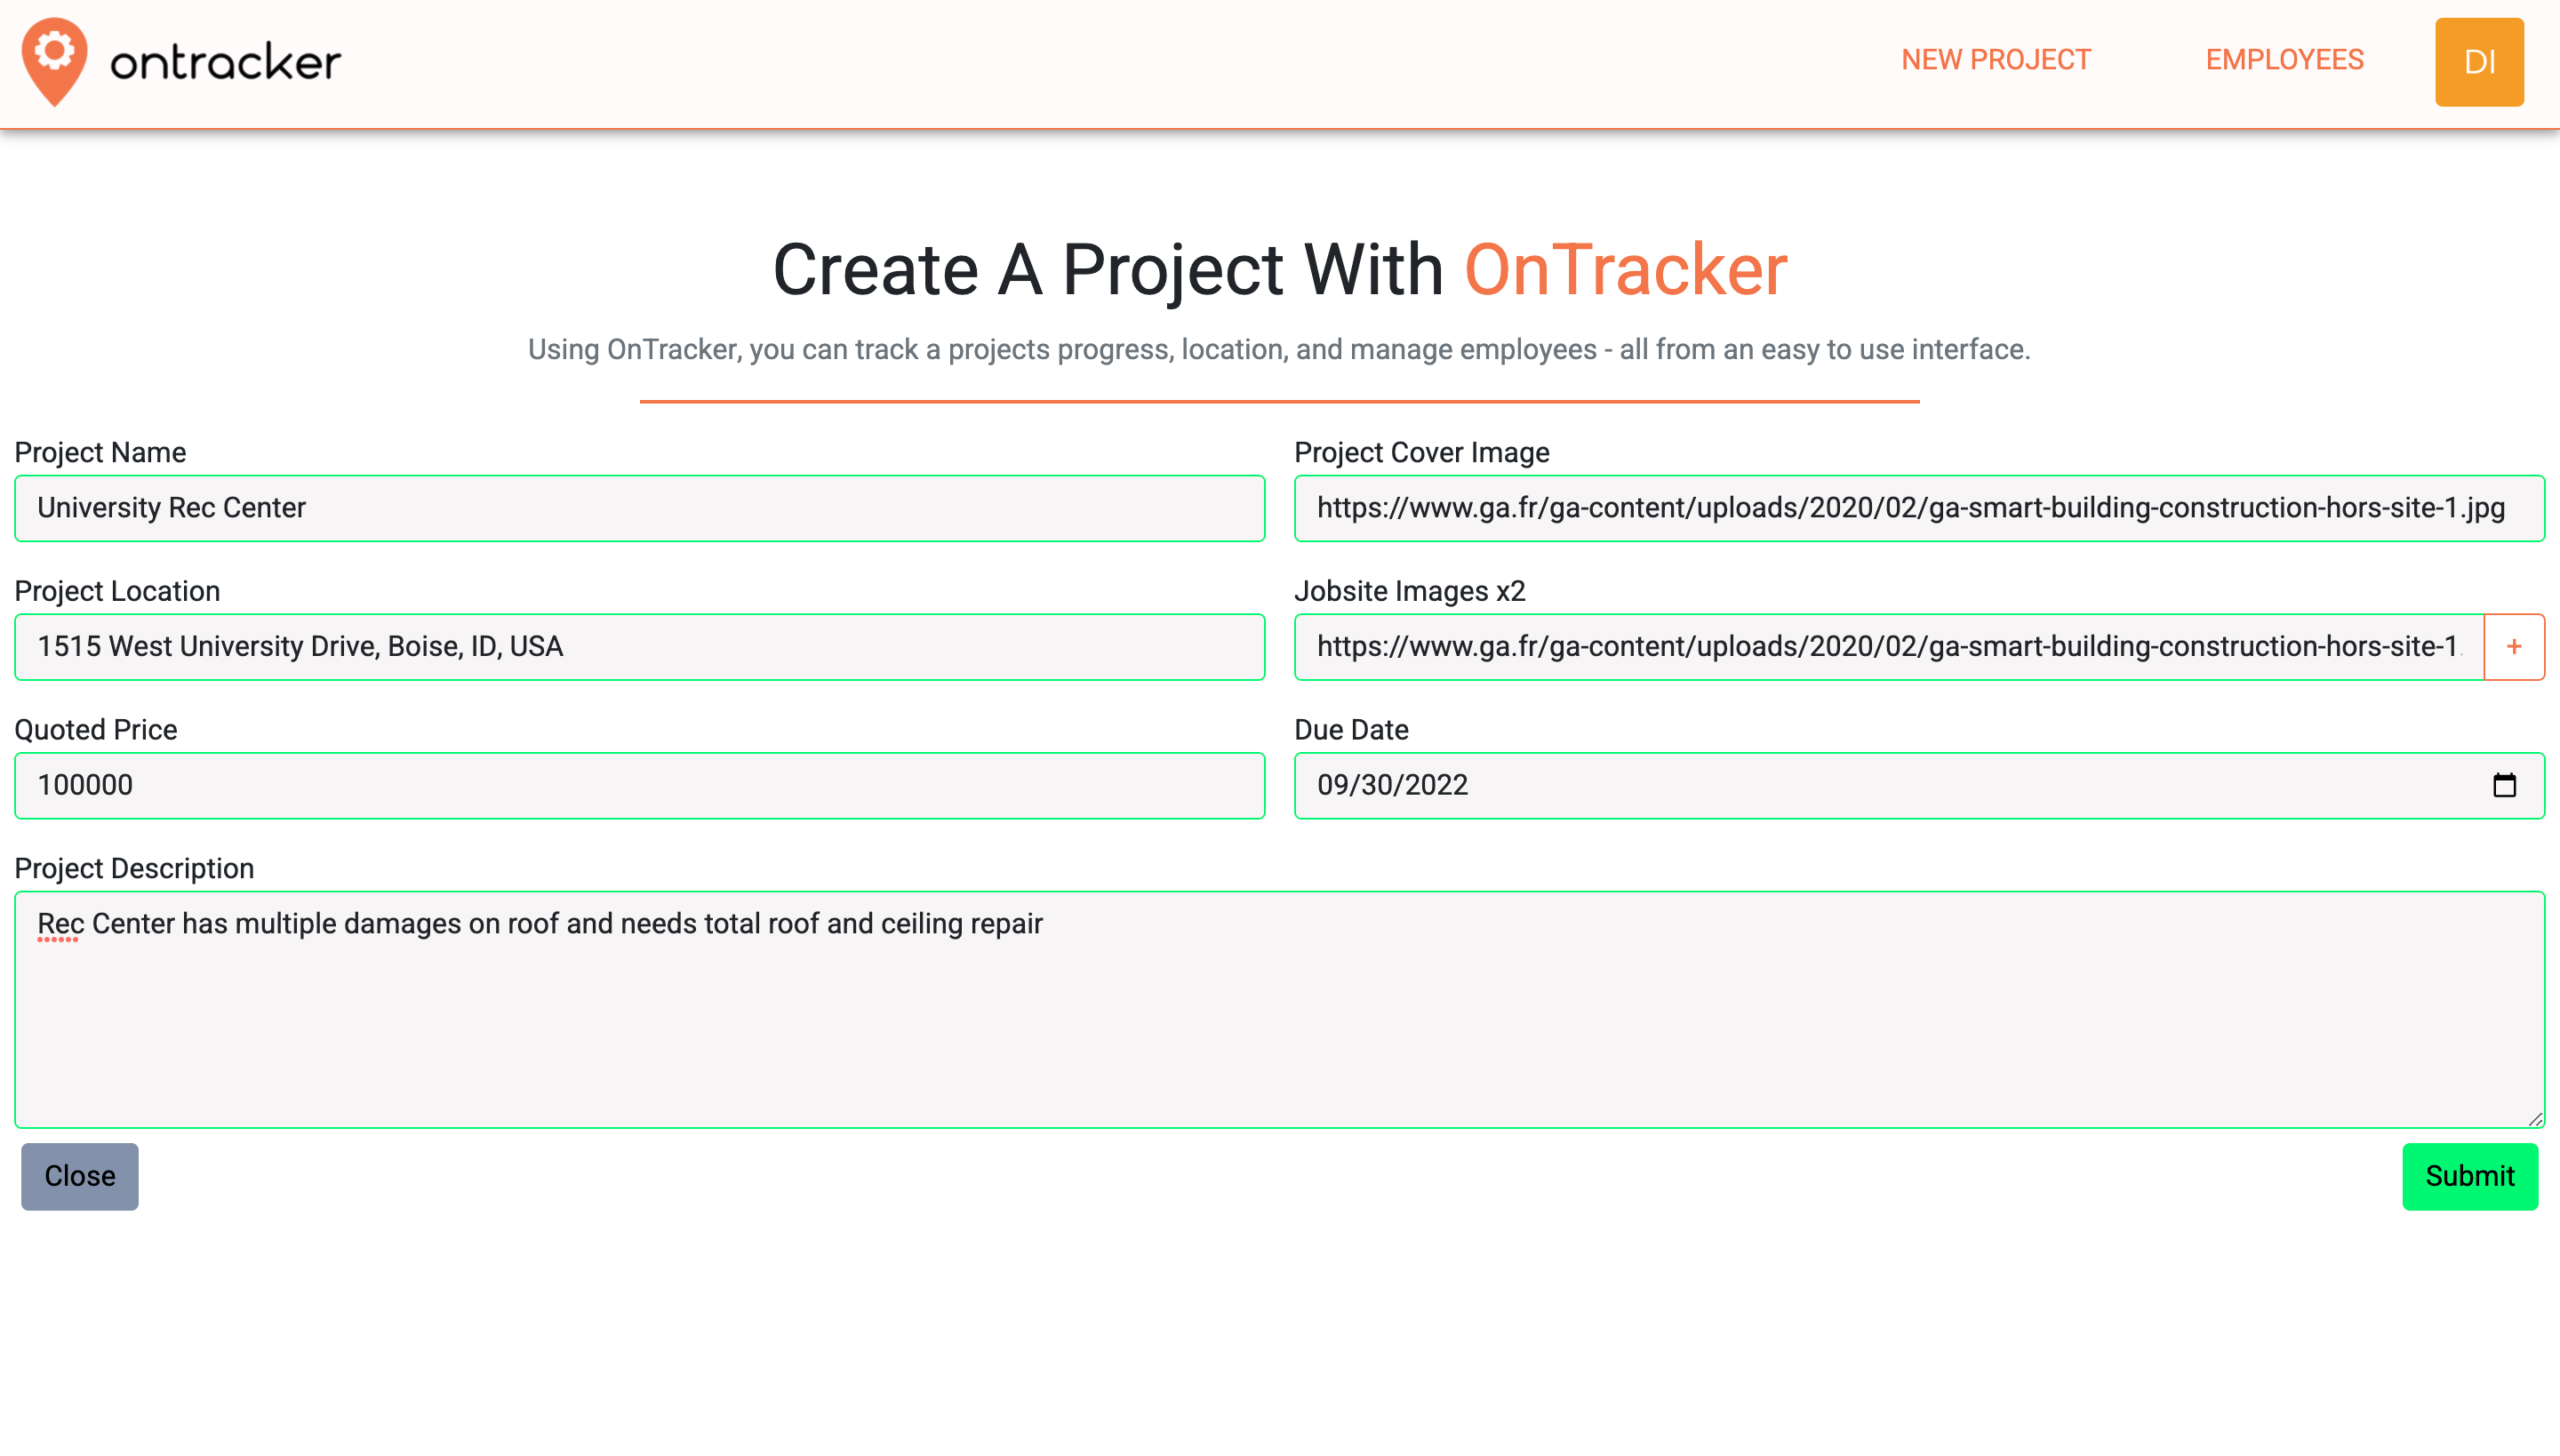 ontracker
NEW PROJECT
EMPLOYEES
DI
Create A Project With OnTracker
Using OnTracker, you can track a projects progress, location, and manage employees - all from an easy to use interface.
Project Name
University Rec Center
Project Cover Image
https://www.ga.fr/ga-content/uploads/2020/02/ga-smart-building-construction-hors-site-1.jpg
Project Location
1515 West University Drive, Boise, ID, USA
Jobsite Images x2
https://www.ga.fr/ga-content/uploads/2020/02/ga-smart-building-construction-hors-site-1.
+
Quoted Price
100000
Due Date
09/30/2022
Project Description
Rec Center has multiple damages on roof and needs total roof and ceiling repair
Close
Submit